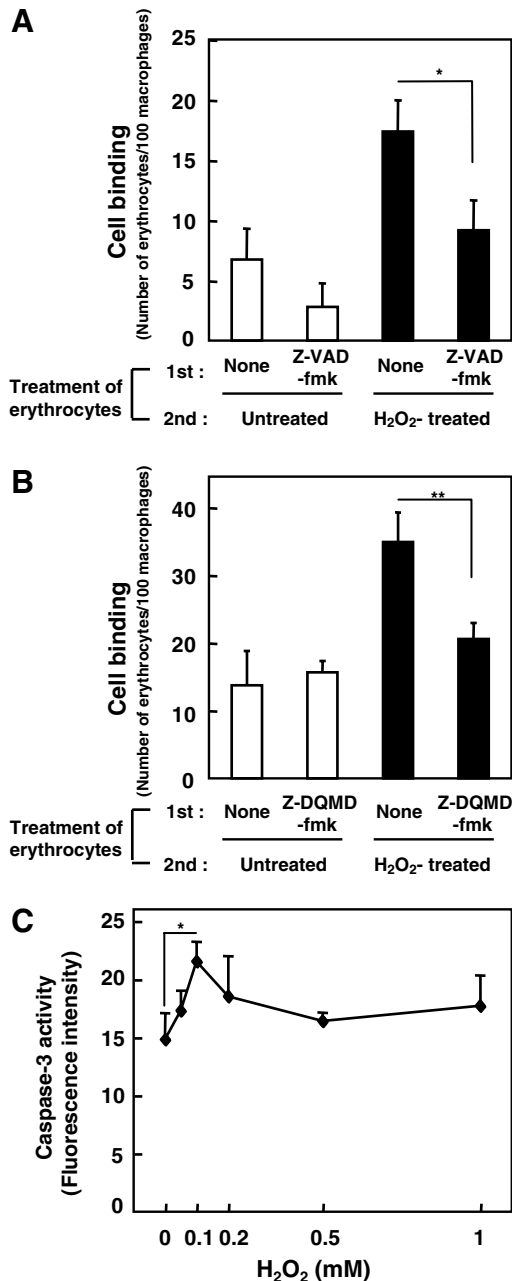 A
25
20
15
10
5
0
Cell binding
(Number of erythrocytes/100 macrophages)
*
Treatment of
erythrocytes
1st :
None
Z-VAD
-fmk
None
Z-VAD
-fmk
2nd :
Untreated
H₂O₂- treated
B
40
30
20
10
0
Cell binding
(Number of erythrocytes/100 macrophages)
**
Treatment of
erythrocytes
1st :
None
Z-DQMD
-fmk
None
Z-DQMD
-fmk
2nd :
Untreated
H₂O₂- treated
C
25
20
15
10
5
0
Caspase-3 activity
(Fluorescence intensity)
*
0 0.1 0.2 0.5 1
H₂O₂ (mM)